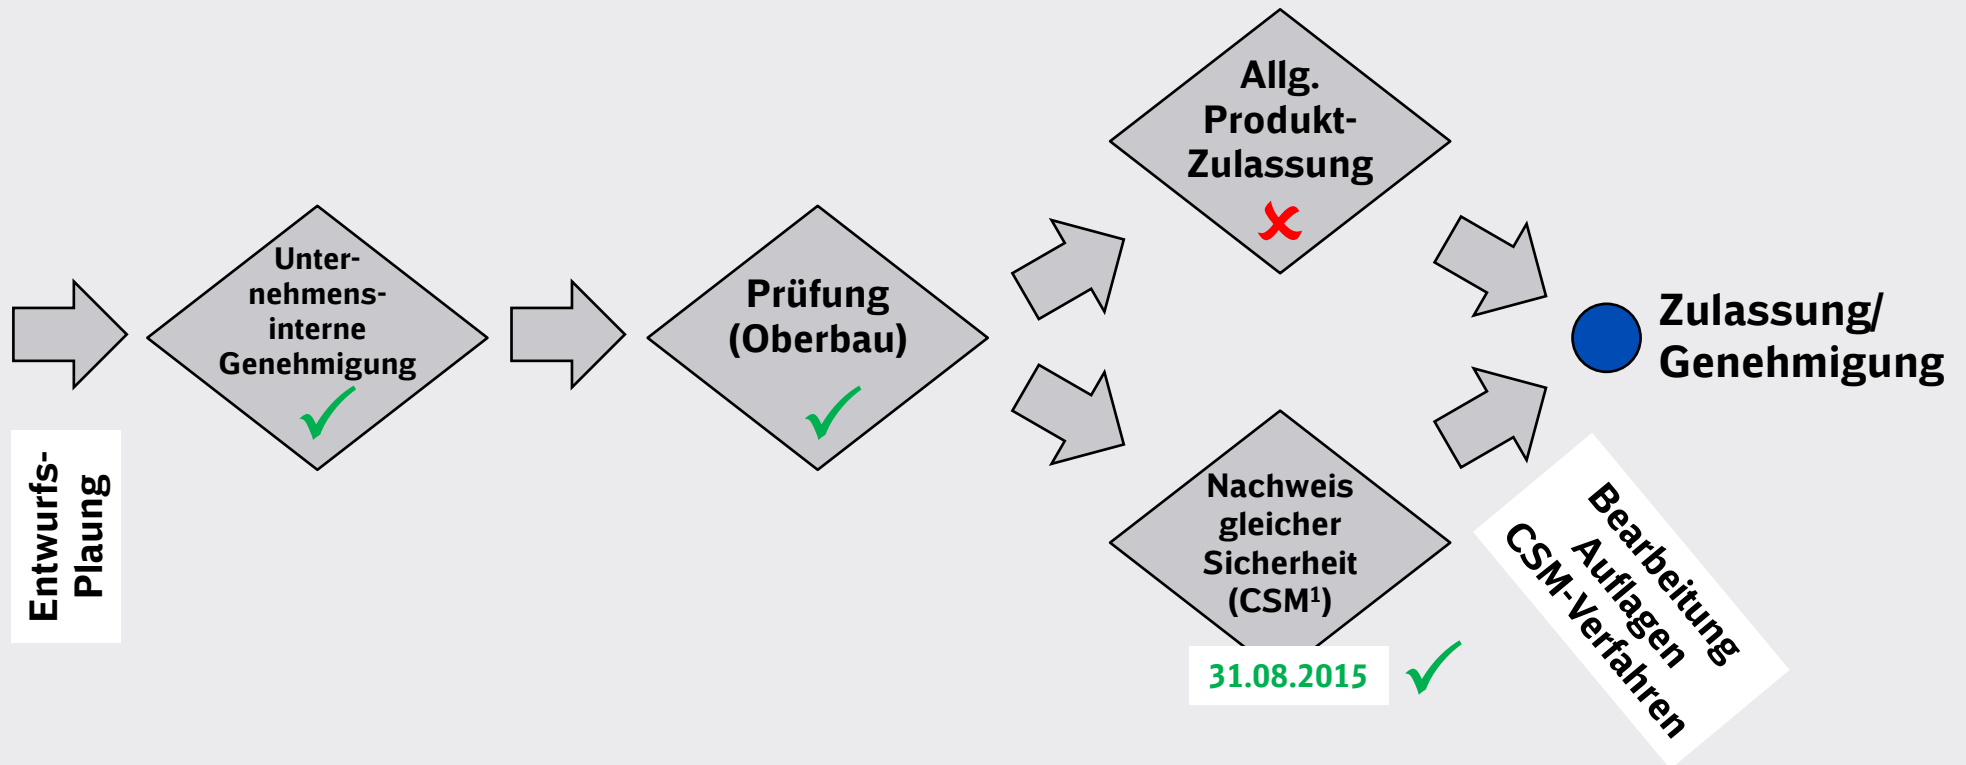 Entwurfs-
Plaung
Unter-
nehmens-
interne
Genehmigung
Prüfung
(Oberbau)
Allg.
Produkt-
Zulassung
Nachweis
gleicher
Sicherheit
(CSM¹)
31.08.2015
Bearbeitung
Auflagen
CSM-Verfahren
Zulassung/
Genehmigung